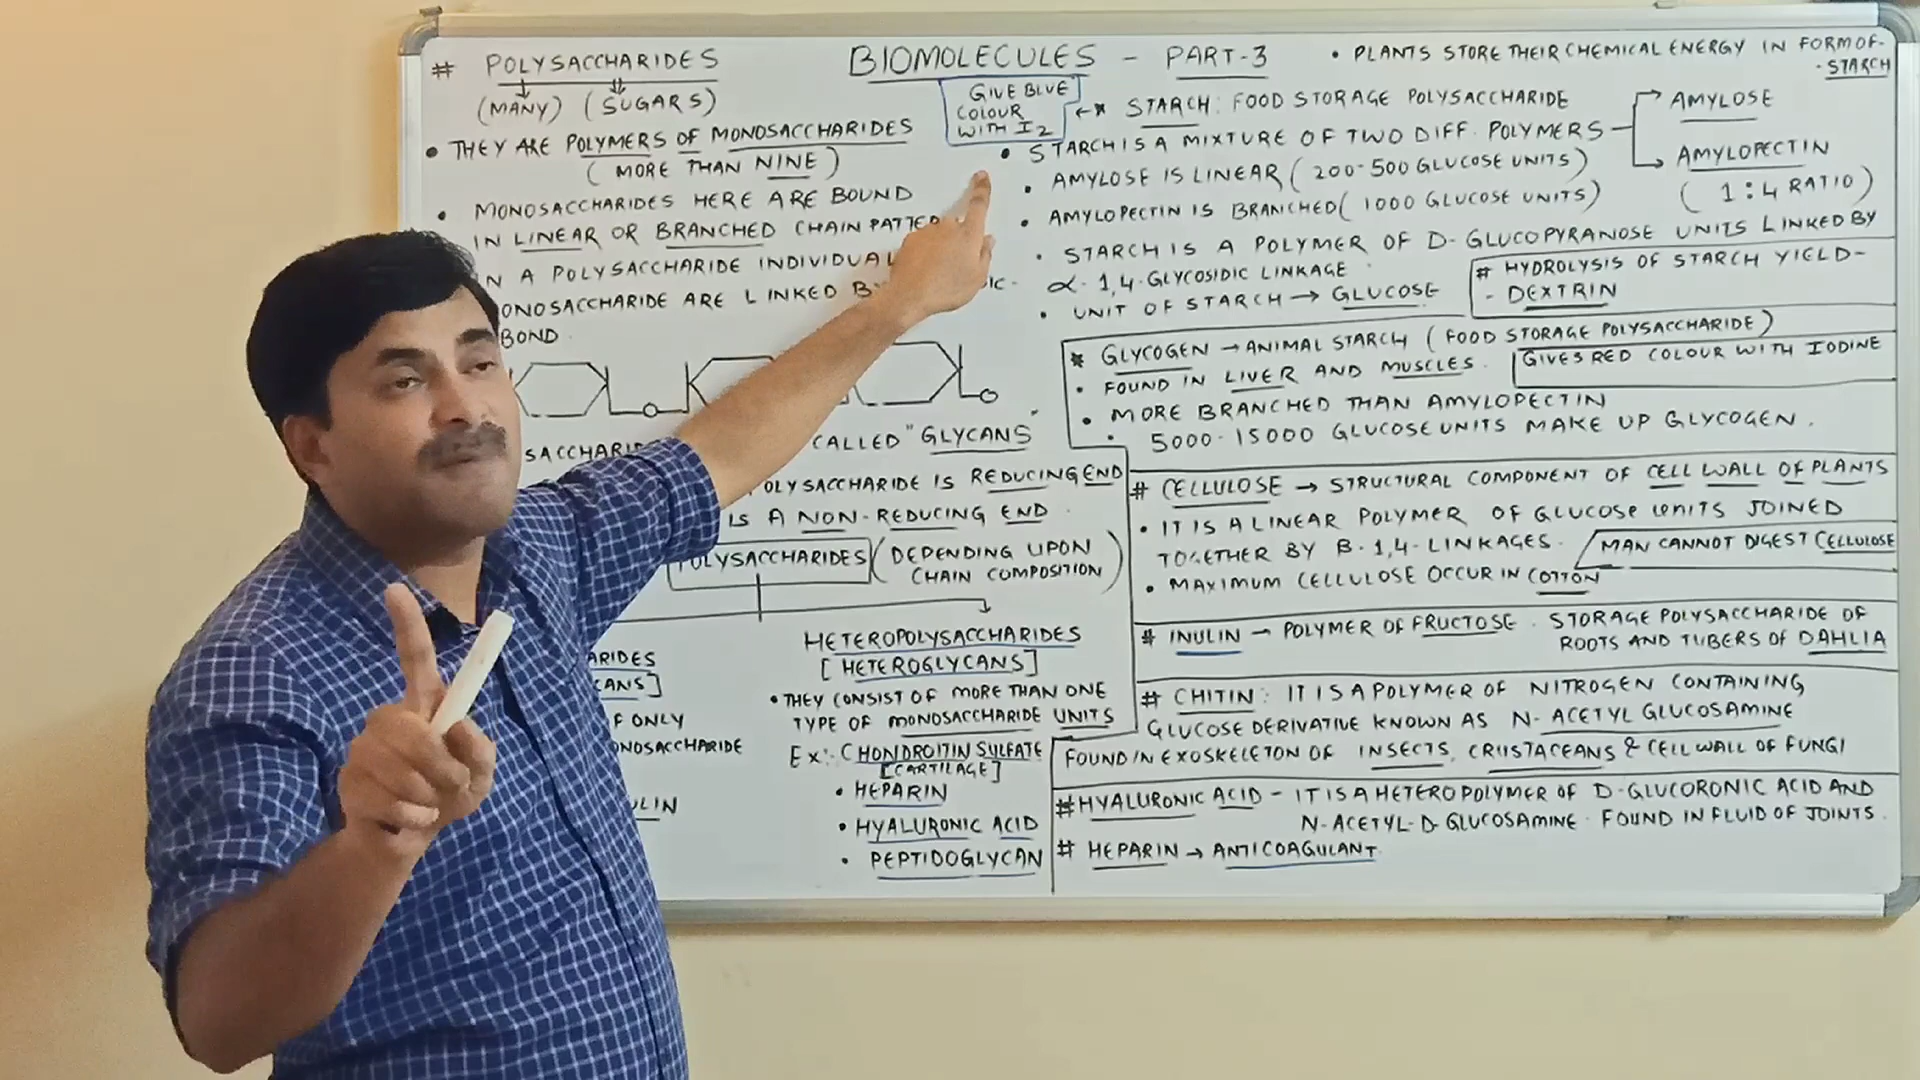 # POLYSACCHARIDES
(MANY) (SUGARS)
• THEY ARE POLYMERS OF MONOSACCHARIDES
( MORE THAN NINE )
• MONOSACCHARIDES HERE ARE BOUND
IN LINEAR OR BRANCHED CHAIN
N A POLYSACCHARIDE INDIVIDUAL
ONOSACCHARIDE ARE LINKED
BOND.
CALLED "GLYCANS"
POLYSACCHARIDE IS REDUCING END
IS A NON-REDUCING END.
POLYSACCHARIDES (DEPENDING UPON
CHAIN COMPOSITION)
ARIDES
CANS]
F ONLY
ONOSACCHARIDE
ULIN
HETEROPOLYSACCHARIDES
[HETEROGLYCANS]
• THEY CONSIST OF MORE THAN ONE
TYPE OF MONOSACCHARIDE UNITS
Ex:- CHONDROITIN SULFATE
[CARTILAGE]
• HEPARIN
• HYALURONIC ACID
• PEPTIDOGLYCAN
BIOMOLECULES - PART-3
• PLANTS STORE THEIR CHEMICAL ENERGY IN FORM OF-
- STARCH
GIVE BLUE
COLOUR
WITH I2
* STARCH: FOOD STORAGE POLYSACCHARIDE
• STARCH IS A MIXTURE OF TWO DIFF. POLYMERS
AMYLOSE
AMYLOPECTIN
( 1:4 RATIO)
• AMYLOSE IS LINEAR (200-500 GLUCOSE UNITS)
• AMYLOPECTIN IS BRANCHED( 1000 GLUCOSE UNITS)
• STARCH IS A POLYMER OF D-GLUCOPYRANOSE UNITS LINKED BY
α-1,4-GLYCOSIDIC LINKAGE
• UNIT OF STARCH → GLUCOSE
# HYDROLYSIS OF STARCH YIELD-
- DEXTRIN
* GLYCOGEN → ANIMAL STARCH (FOOD STORAGE POLYSACCHARIDE)
• FOUND IN LIVER AND MUSCLES.
GIVES RED COLOUR WITH IODINE
• MORE BRANCHED THAN AMYLOPECTIN
• 5000-15000 GLUCOSE UNITS MAKE UP GLYCOGEN.
# CELLULOSE → STRUCTURAL COMPONENT OF CELL WALL OF PLANTS
• IT IS A LINEAR POLYMER OF GLUCOSE UNITS JOINED
TOGETHER BY B-1,4-LINKAGES.
MAN CANNOT DIGEST CELLULOSE
• MAXIMUM CELLULOSE OCCUR IN COTTON
# INULIN → POLYMER OF FRUCTOSE. STORAGE POLYSACCHARIDE OF
ROOTS AND TUBERS OF DAHLIA
# CHITIN: IT IS A POLYMER OF NITROGEN CONTAINING
GLUCOSE DERIVATIVE KNOWN AS N-ACETYL GLUCOSAMINE
FOUND IN EXOSKELETON OF INSECTS, CRUSTACEANS & CELL WALL OF FUNGI
# HYALURONIC ACID - IT IS A HETEROPOLYMER OF D-GLUCORONIC ACID AND
N-ACETYL-D-GLUCOSAMINE. FOUND IN FLUID OF JOINTS.
# HEPARIN → ANTICOAGULANT.